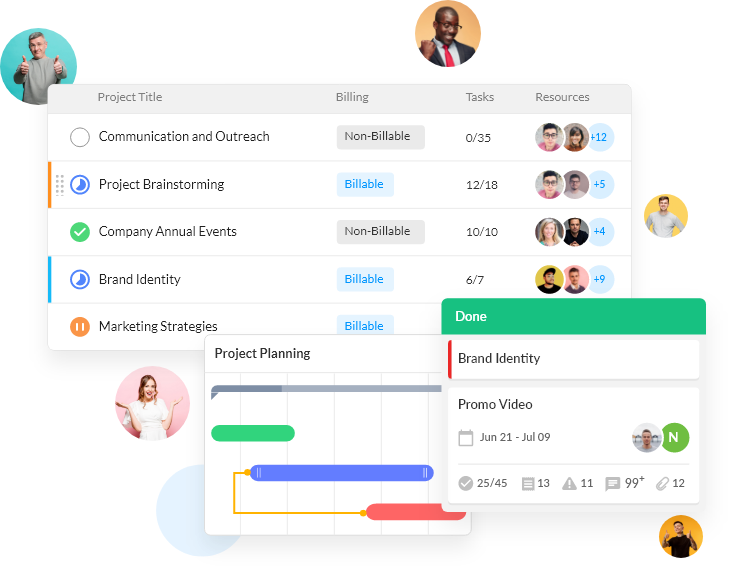 Project Title Billing Tasks Resources
Communication and Outreach Non-Billable 0/35 +12
Project Brainstorming Billable 12/18 +5
Company Annual Events Non-Billable 10/10 +4
Brand Identity Billable 6/7 +9
Marketing Strategies Billable
Project Planning
Done
Brand Identity
Promo Video
Jun 21 - Jul 09 N
25/45 13 11 99+ 12